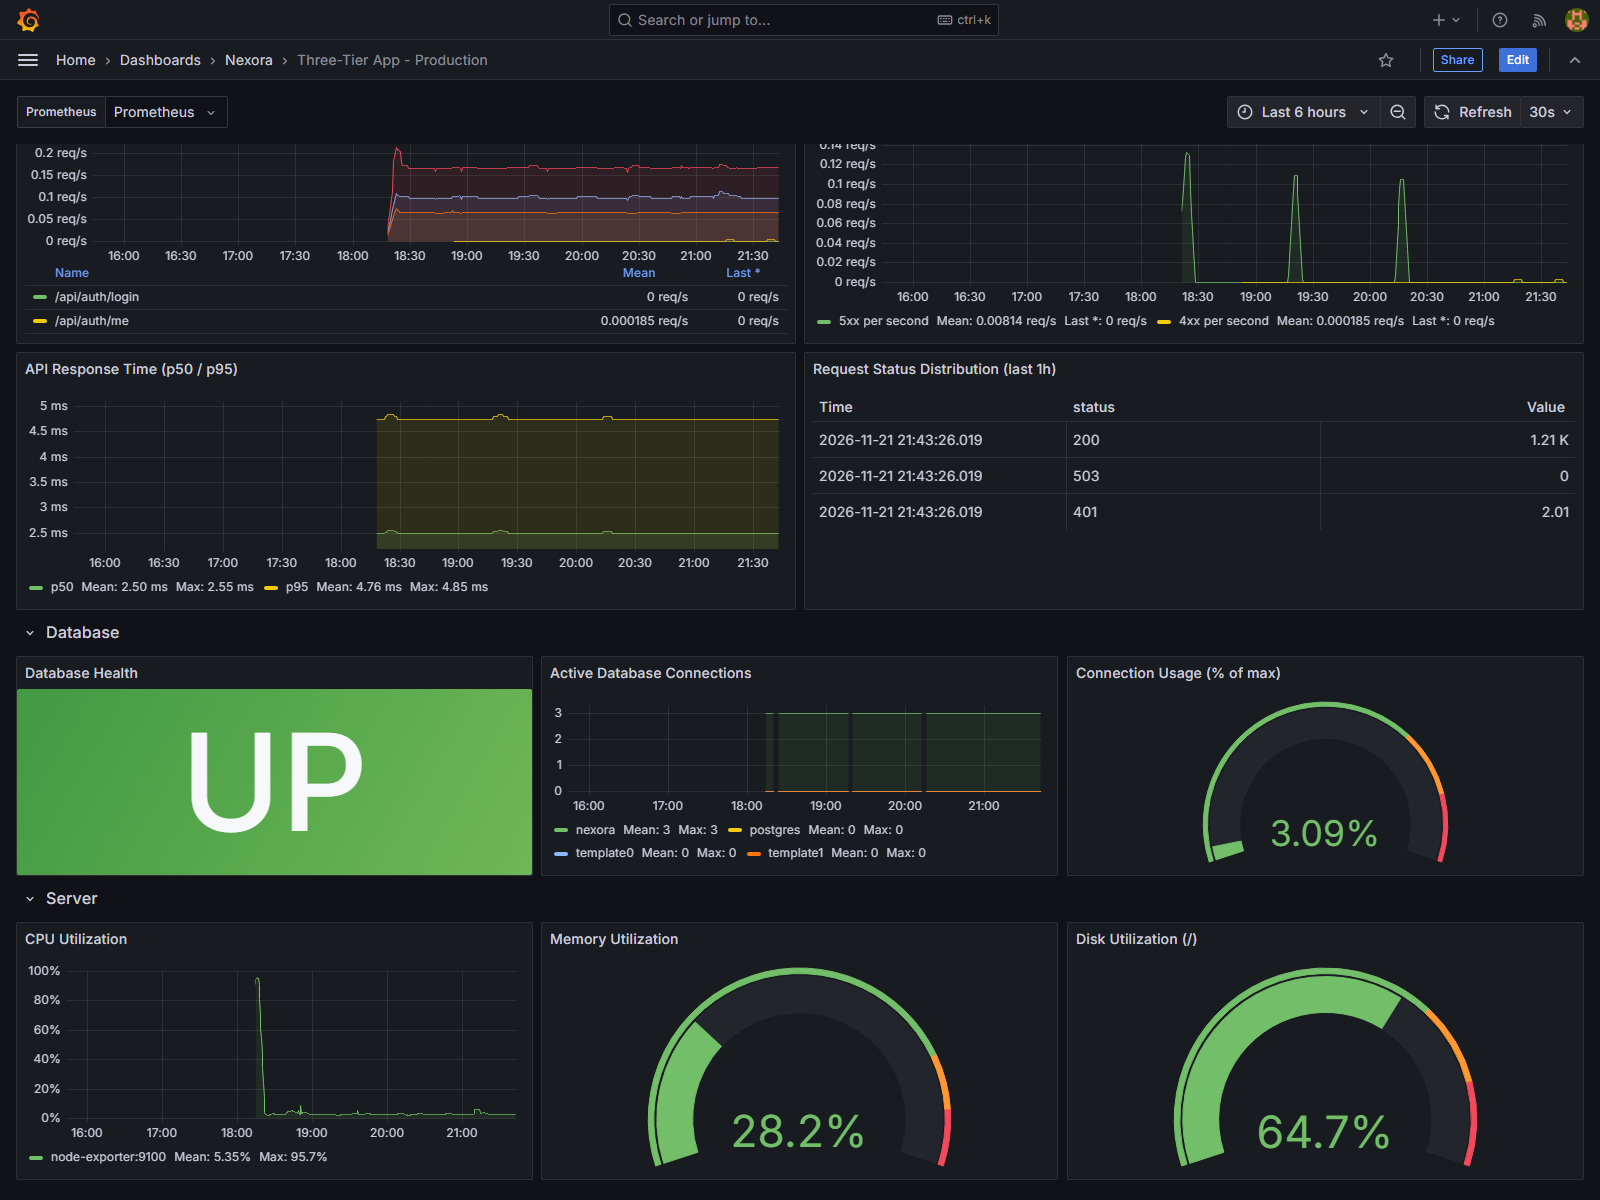 Search or jump to...
ctrl+k
Home › Dashboards › Nexora › Three-Tier App - Production
Share
Edit
Prometheus
Prometheus
Last 6 hours
Refresh
30s
0.2 req/s
0.15 req/s
0.1 req/s
0.05 req/s
0 req/s
16:00 16:30 17:00 17:30 18:00 18:30 19:00 19:30 20:00 20:30 21:00 21:30
Name Mean Last *
/api/auth/login 0 req/s 0 req/s
/api/auth/me 0.000185 req/s 0 req/s
0.14 req/s
0.12 req/s
0.1 req/s
0.08 req/s
0.06 req/s
0.04 req/s
0.02 req/s
0 req/s
16:00 16:30 17:00 17:30 18:00 18:30 19:00 19:30 20:00 20:30 21:00 21:30
5xx per second Mean: 0.00814 req/s Last *: 0 req/s 4xx per second Mean: 0.000185 req/s Last *: 0 req/s
API Response Time (p50 / p95)
5 ms
4.5 ms
4 ms
3.5 ms
3 ms
2.5 ms
16:00 16:30 17:00 17:30 18:00 18:30 19:00 19:30 20:00 20:30 21:00 21:30
p50 Mean: 2.50 ms Max: 2.55 ms p95 Mean: 4.76 ms Max: 4.85 ms
Request Status Distribution (last 1h)
Time status Value
2026-11-21 21:43:26.019 200 1.21 K
2026-11-21 21:43:26.019 503 0
2026-11-21 21:43:26.019 401 2.01
Database
Database Health
UP
Active Database Connections
3
2
1
0
16:00 17:00 18:00 19:00 20:00 21:00
nexora Mean: 3 Max: 3 postgres Mean: 0 Max: 0
template0 Mean: 0 Max: 0 template1 Mean: 0 Max: 0
Connection Usage (% of max)
3.09%
Server
CPU Utilization
100%
80%
60%
40%
20%
0%
16:00 17:00 18:00 19:00 20:00 21:00
node-exporter:9100 Mean: 5.35% Max: 95.7%
Memory Utilization
28.2%
Disk Utilization (/)
64.7%